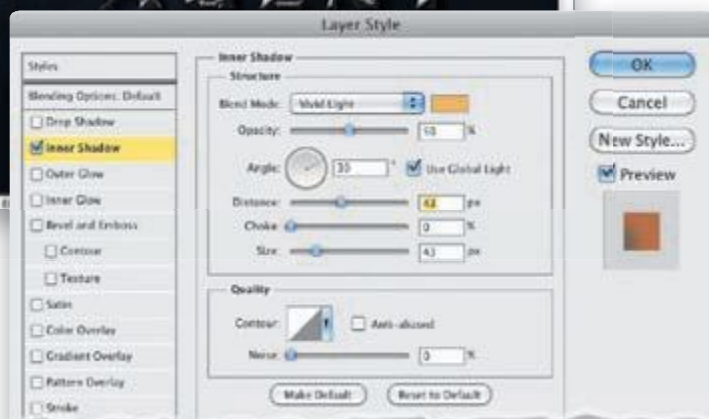 Layer Style
Styles
Blending Options: Default
Drop Shadow
Inner Shadow
Outer Glow
Inner Glow
Bevel and Emboss
Contour
Texture
Satin
Color Overlay
Gradient Overlay
Pattern Overlay
Stroke
Inner Shadow
Structure
Blend Mode: Vivid Light
Opacity: 50 %
Angle: 30 ° Use Global Light
Distance: 43 px
Choke: 0 %
Size: 43 px
Quality
Contour: Anti-aliased
Noise: 0 %
Make Default Reset to Default
OK
Cancel
New Style...
Preview